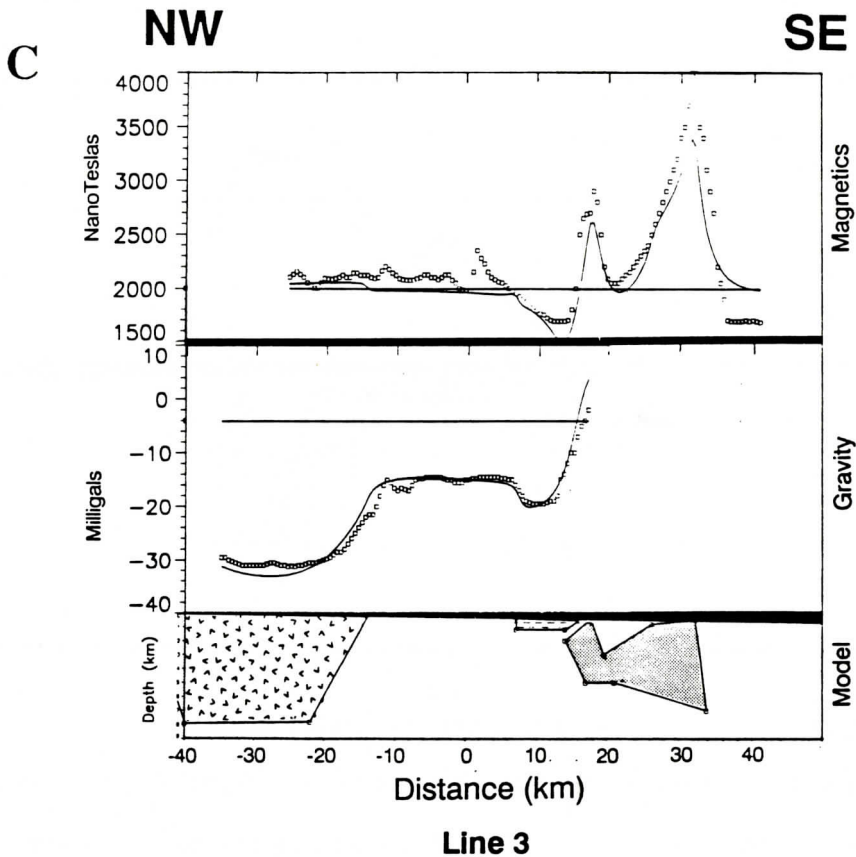 NW
SE
C
4000
3500
3000
2500
2000
1500
NanoTeslas
Magnetics
10
0
-10
-20
-30
-40
Milligals
Gravity
Depth (km)
Model
-40 -30 -20 -10 0 10 20 30 40
Distance (km)
Line 3